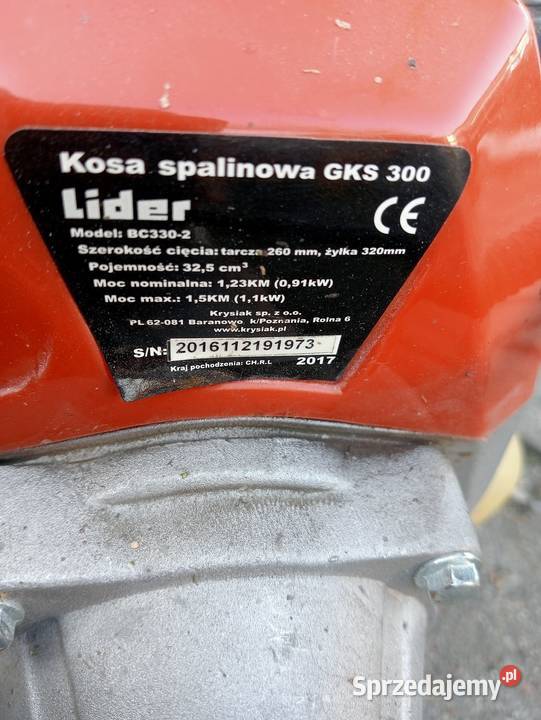 Kosa spalinowa GKS 300
Lider
CE
Model: BC330-2
Szerokość cięcia: tarcza 260 mm, żyłka 320mm
Pojemność: 32,5 cm³
Moc nominalna: 1,23KM (0,91kW)
Moc max.: 1,5KM (1,1kW)
Krysiak sp. z o.o.
PL 62-081 Baranowo k/Poznania, Rolna 6
www.krysiak.pl
S/N: 2016112191973
Kraj pochodzenia: CH.R.L 2017
Sprzedajemy.pl